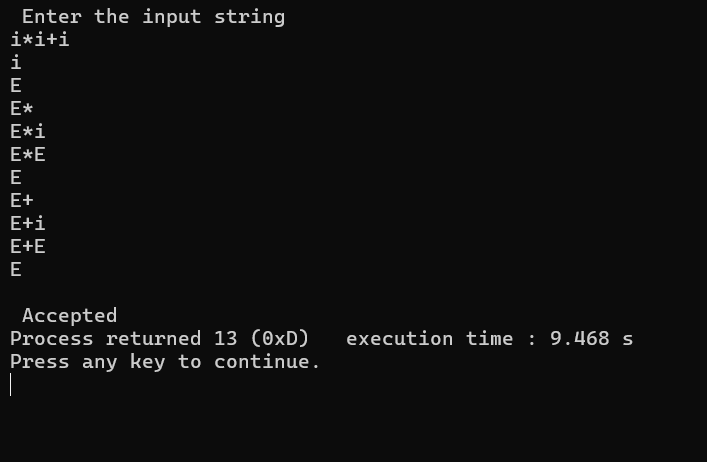 Enter the input string
i*i+i
i
E
E*
E*i
E*E
E
E+
E+i
E+E
E
Accepted
Process returned 13 (0xD)   execution time : 9.468 s
Press any key to continue.